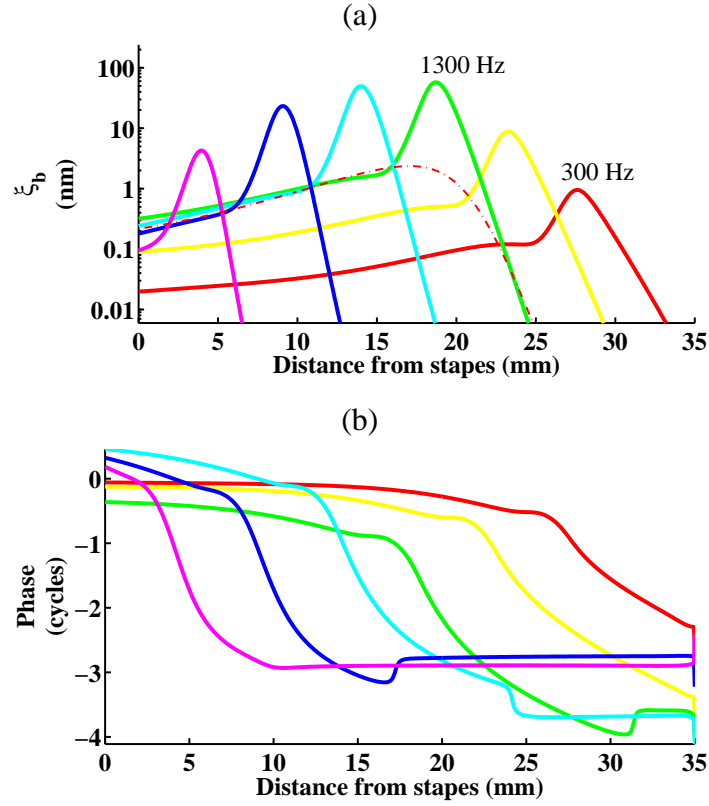 (a)
100
10
1
0.1
0.01
ξb
(nm)
1300 Hz
300 Hz
0 5 10 15 20 25 30 35
Distance from stapes (mm)
(b)
0
−1
−2
−3
−4
Phase
(cycles)
0 5 10 15 20 25 30 35
Distance from stapes (mm)